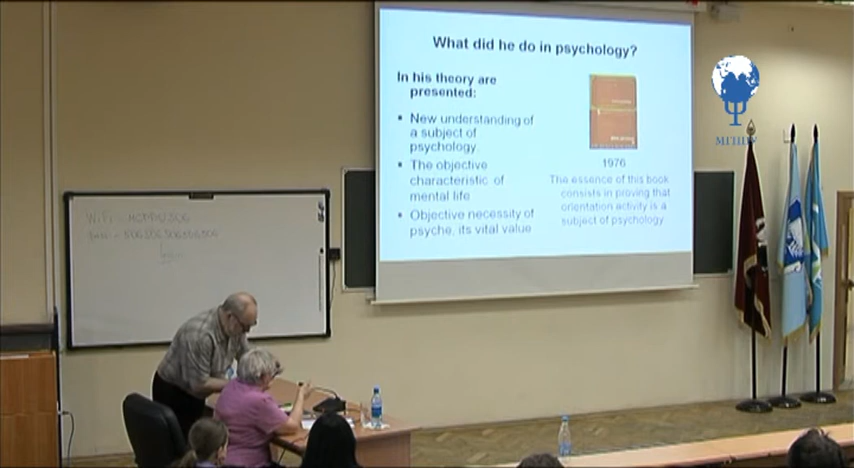 What did he do in psychology?
In his theory are
presented:
New understanding of
a subject of
psychology
The objective
characteristic of
mental life
Objective necessity of
psyche, its vital value
1976
The essence of this book
consists in proving that
orientation activity is a
subject of psychology
МГППУ
WiFi